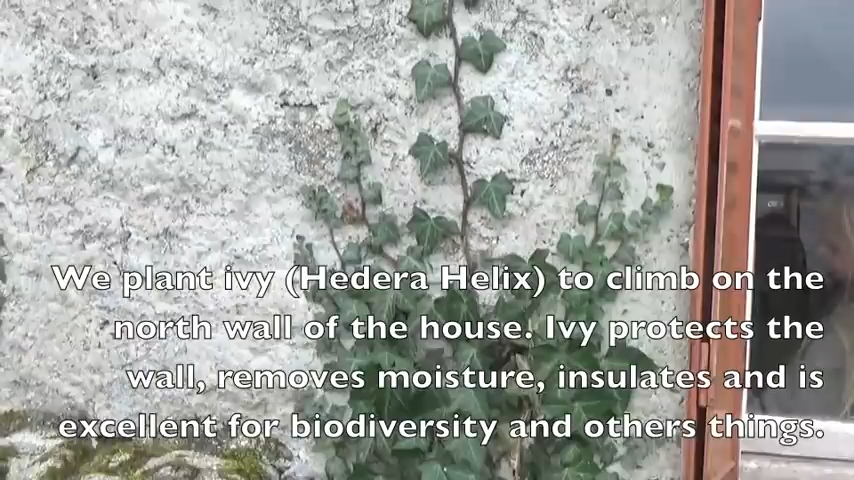 We plant ivy (Hedera Helix) to climb on the
north wall of the house. Ivy protects the
wall, removes moisture, insulates and is
excellent for biodiversity and others things.